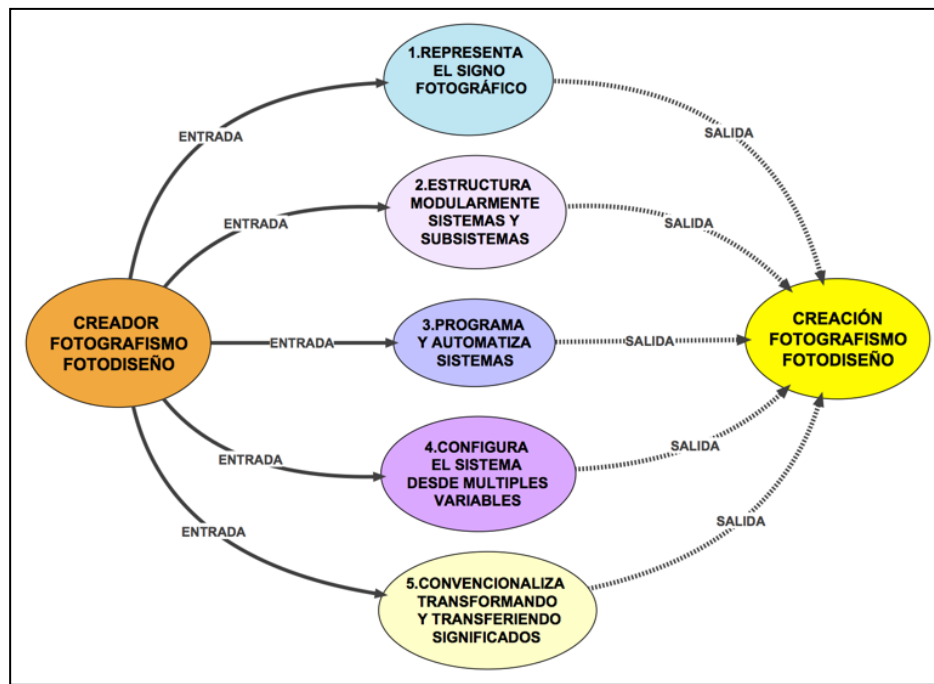 1.REPRESENTA
EL SIGNO
FOTOGRÁFICO
ENTRADA
SALIDA
2.ESTRUCTURA
MODULARMENTE
SISTEMAS Y
SUBSISTEMAS
ENTRADA
SALIDA
CREADOR
FOTOGRAFISMO
FOTODISEÑO
ENTRADA
3.PROGRAMA
Y AUTOMATIZA
SISTEMAS
SALIDA
CREACIÓN
FOTOGRAFISMO
FOTODISEÑO
4.CONFIGURA
EL SISTEMA
DESDE MULTIPLES
VARIABLES
ENTRADA
SALIDA
ENTRADA
SALIDA
5.CONVENCIONALIZA
TRANSFORMANDO
Y TRANSFERIENDO
SIGNIFICADOS